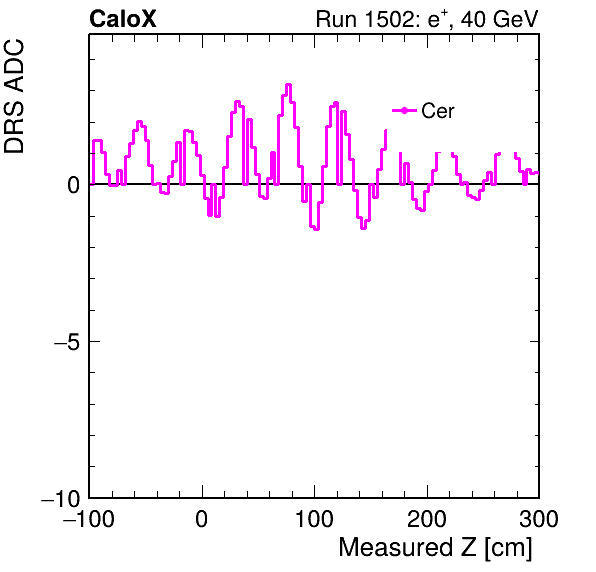 CaloX
Run 1502: e+, 40 GeV
DRS ADC
Cer
0
−5
−10
−100 0 100 200 300
Measured Z [cm]